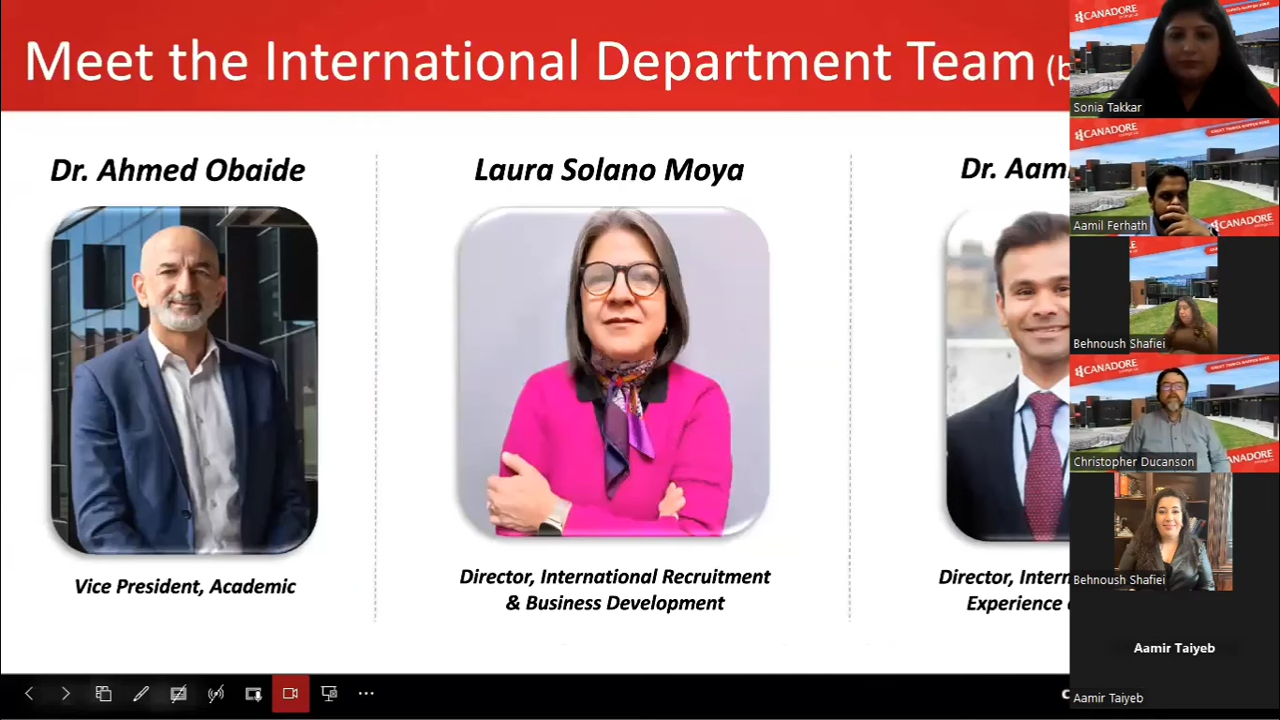 Meet the International Department Team (b
Dr. Ahmed Obaide
Laura Solano Moya
Dr. Aam
Vice President, Academic
Director, International Recruitment
& Business Development
Director, Intern
Experience
CANADORE
Sonia Takkar
CANADORE
CANADORE
Aamil Ferhath
Behnoush Shafiei
CANADORE
ANADORE
Christopher Ducanson
Behnoush Shafiei
Aamir Taiyeb
Aamir Taiyeb